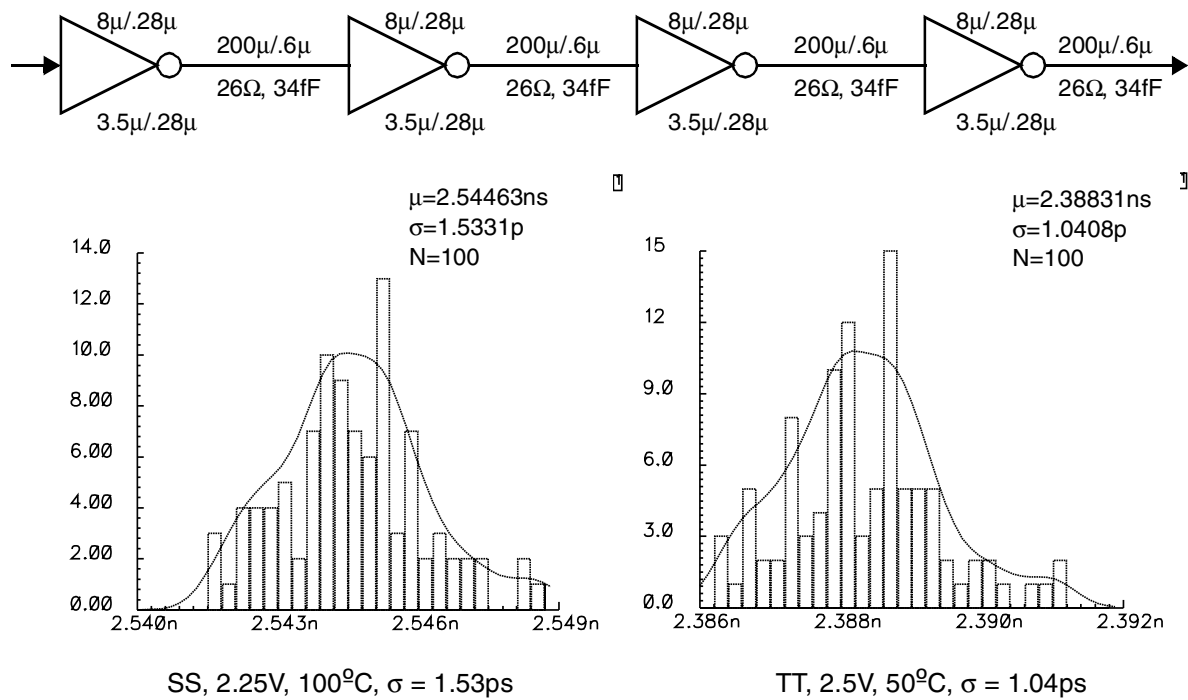 8μ/.28μ 8μ/.28μ 8μ/.28μ 8μ/.28μ
200μ/.6μ 200μ/.6μ 200μ/.6μ 200μ/.6μ
26Ω, 34fF 26Ω, 34fF 26Ω, 34fF 26Ω, 34fF
3.5μ/.28μ 3.5μ/.28μ 3.5μ/.28μ 3.5μ/.28μ
μ=2.54463ns
σ=1.5331p
N=100
14.0
12.0
10.0
8.00
6.00
4.00
2.00
0.00
2.540n 2.543n 2.546n 2.549n
SS, 2.25V, 100ºC, σ = 1.53ps
μ=2.38831ns
σ=1.0408p
N=100
15
12
9.0
6.0
3.0
0.0
2.386n 2.388n 2.390n 2.392n
TT, 2.5V, 50ºC, σ = 1.04ps